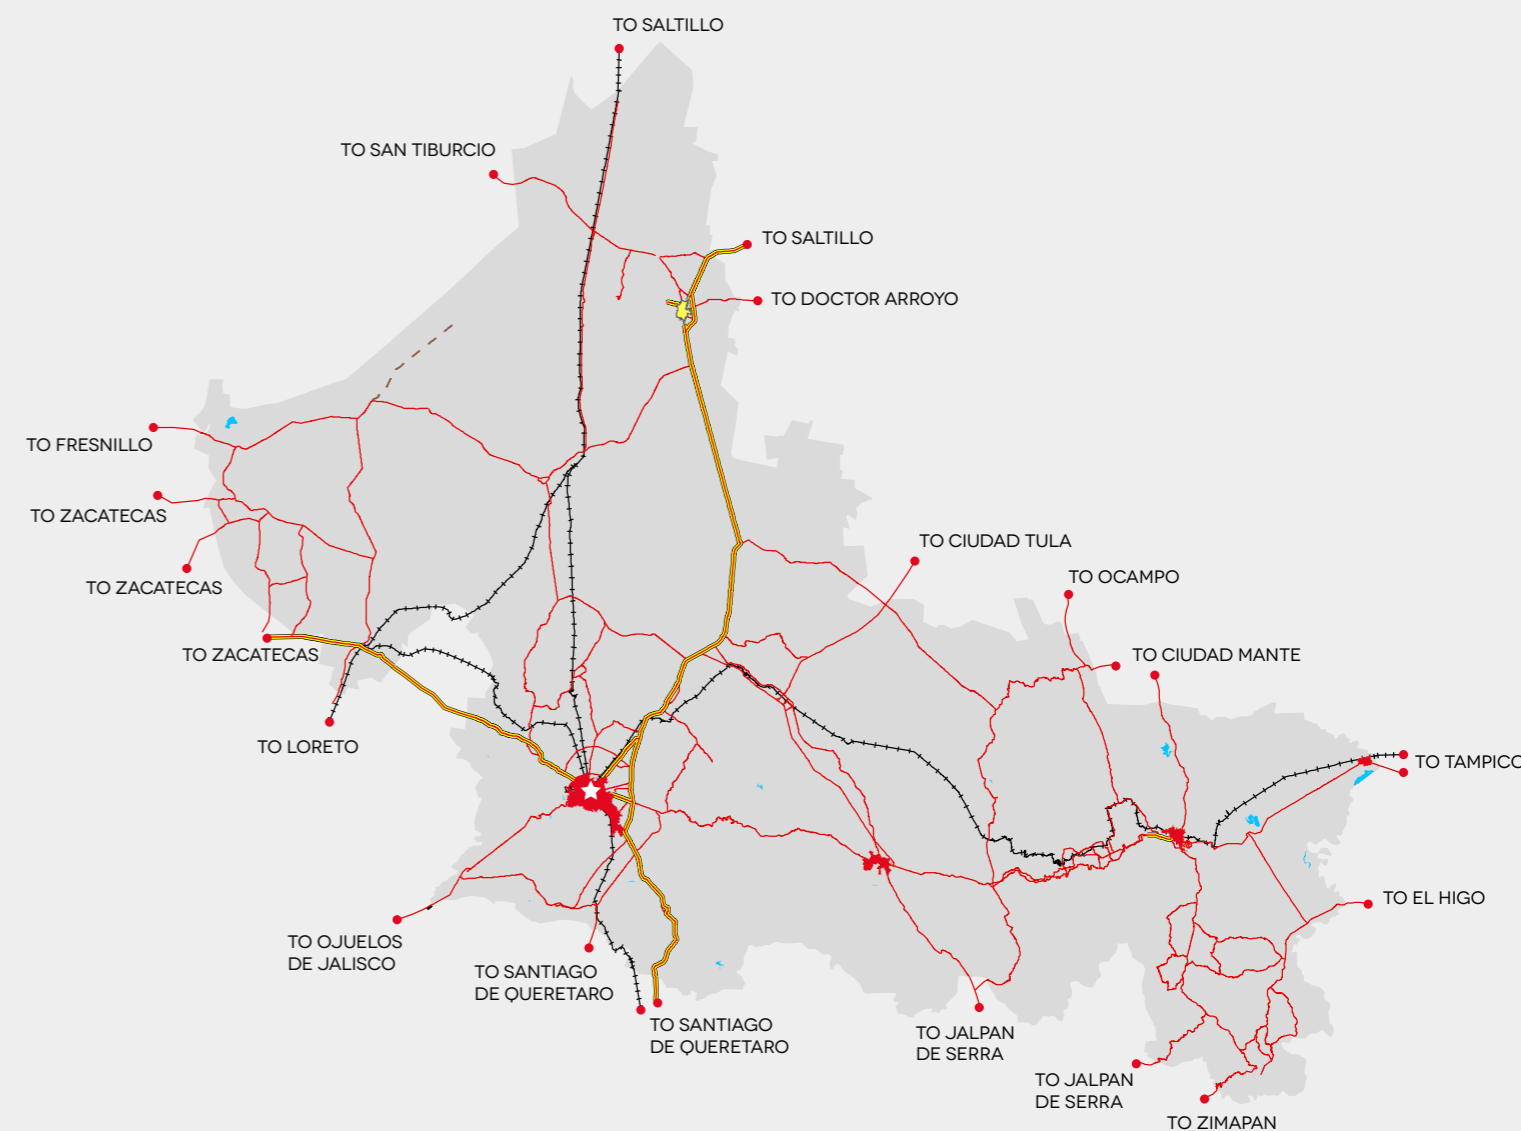 TO SALTILLO
TO SAN TIBURCIO
TO SALTILLO
TO DOCTOR ARROYO
TO FRESNILLO
TO ZACATECAS
TO CIUDAD TULA
TO OCAMPO
TO ZACATECAS
TO ZACATECAS
TO CIUDAD MANTE
TO LORETO
TO TAMPICO
TO EL HIGO
TO OJUELOS
DE JALISCO
TO SANTIAGO
DE QUERETARO
TO SANTIAGO
DE QUERETARO
TO JALPAN
DE SERRA
TO JALPAN
DE SERRA
TO ZIMAPAN